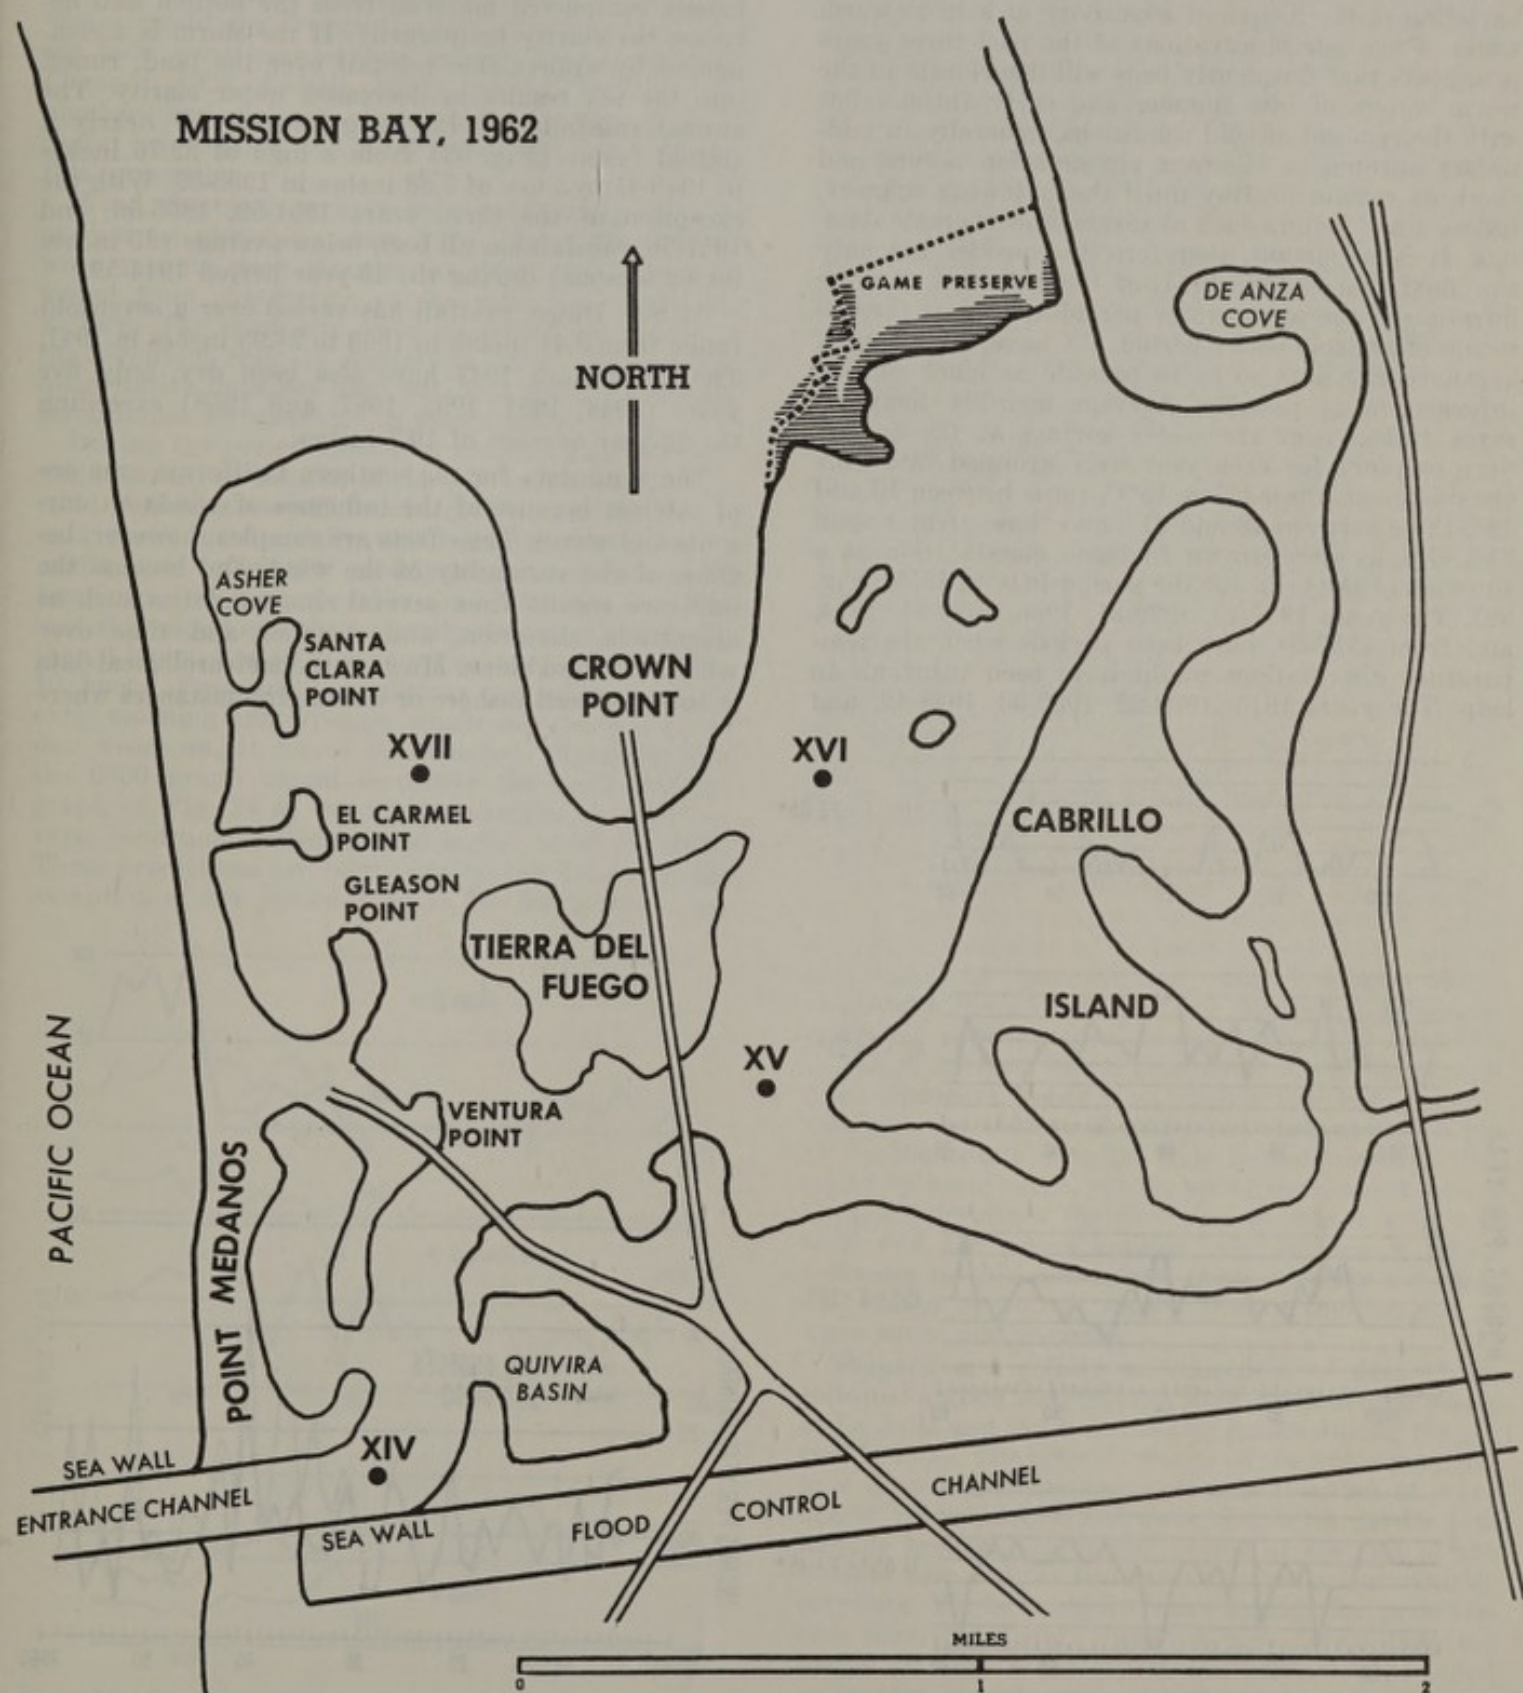 MISSION BAY, 1962
GAME PRESERVE
DE ANZA
COVE
NORTH
ASHER
COVE
SANTA
CLARA
POINT
CROWN
POINT
XVII
XVI
EL CARMEL
POINT
CABRILLO
GLEASON
POINT
TIERRA DEL
FUEGO
ISLAND
XV
PACIFIC OCEAN
VENTURA
POINT
POINT MEDANOS
QUIVIRA
BASIN
XIV
SEA WALL
ENTRANCE CHANNEL
SEA WALL
FLOOD CONTROL CHANNEL
MILES
0 1 2